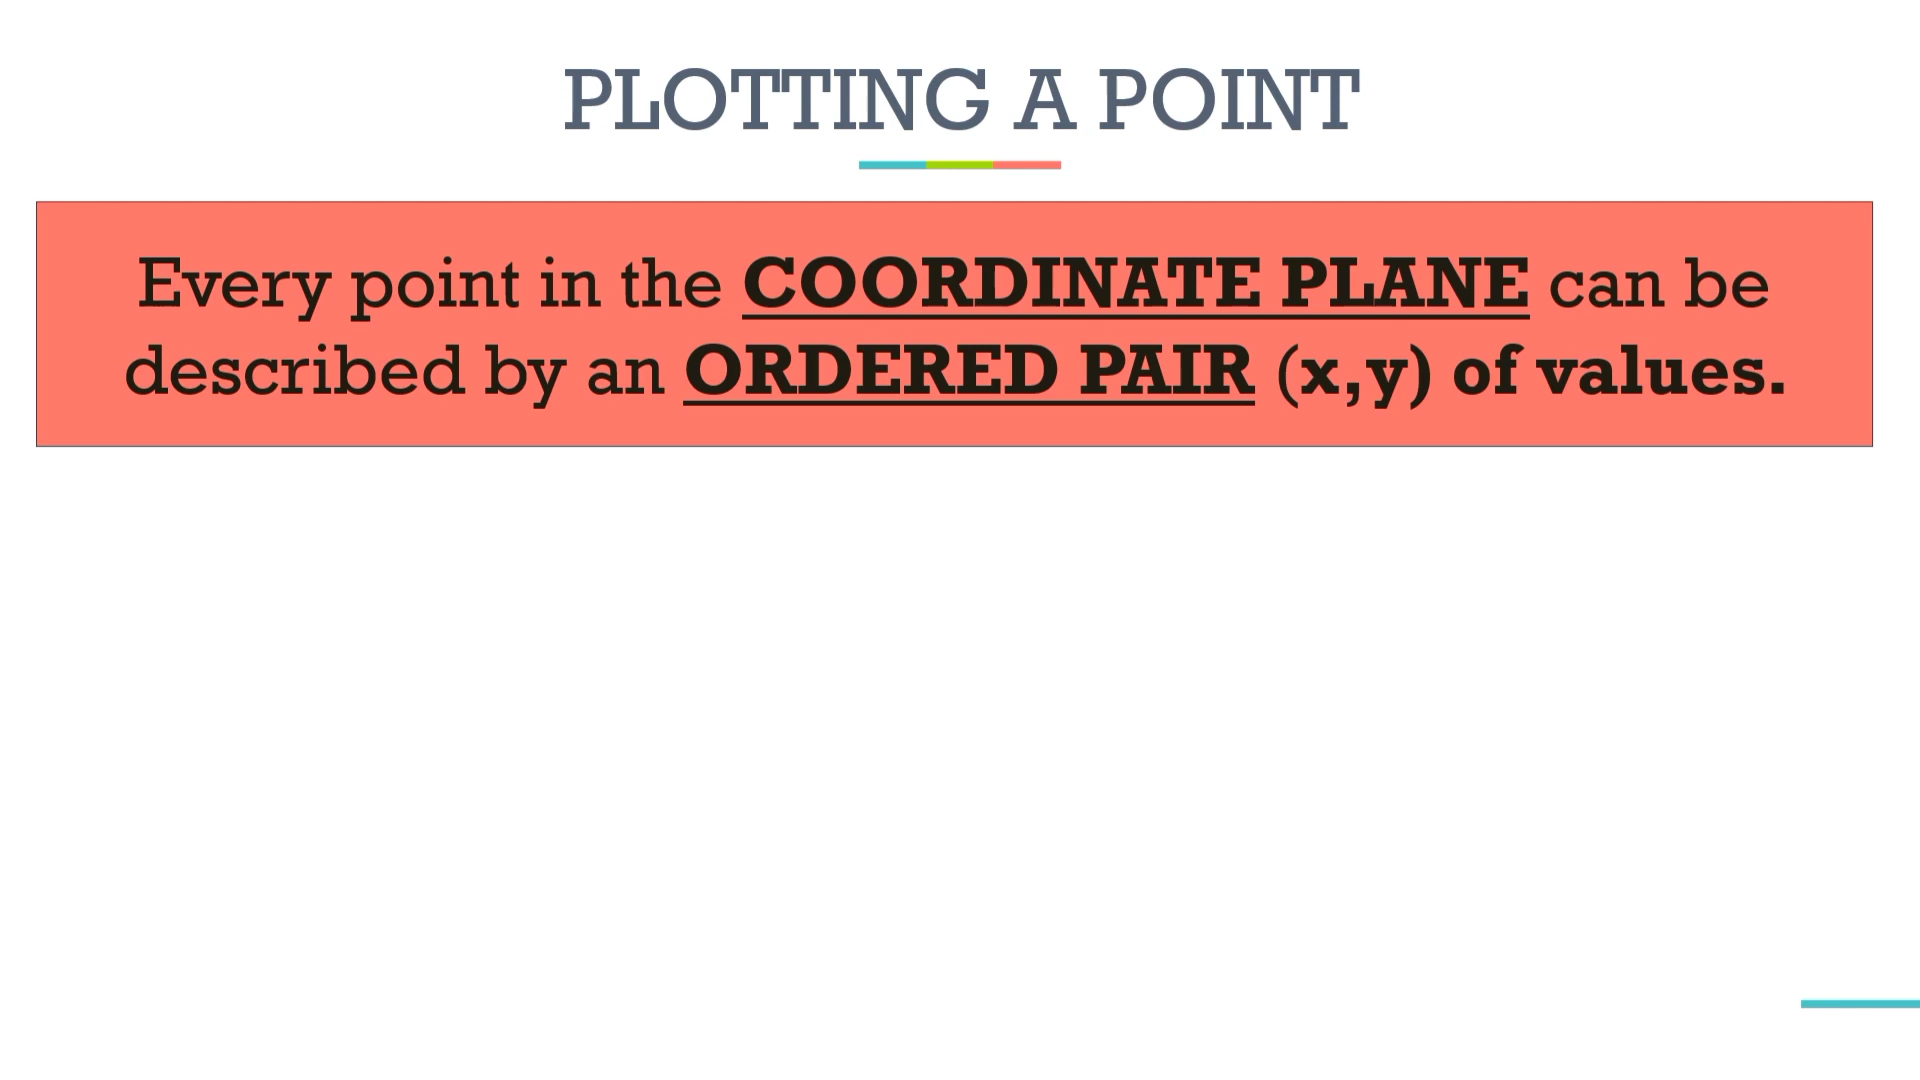 PLOTTING A POINT
Every point in the COORDINATE PLANE can be
described by an ORDERED PAIR (x,y) of values.